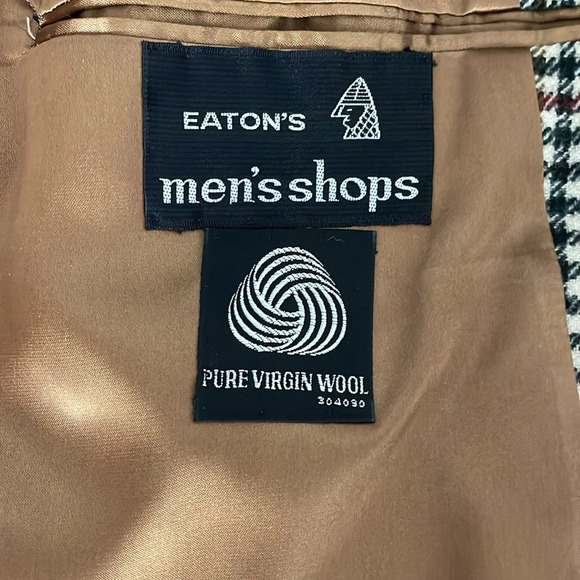 EATON'S
men's shops
PURE VIRGIN WOOL
304090